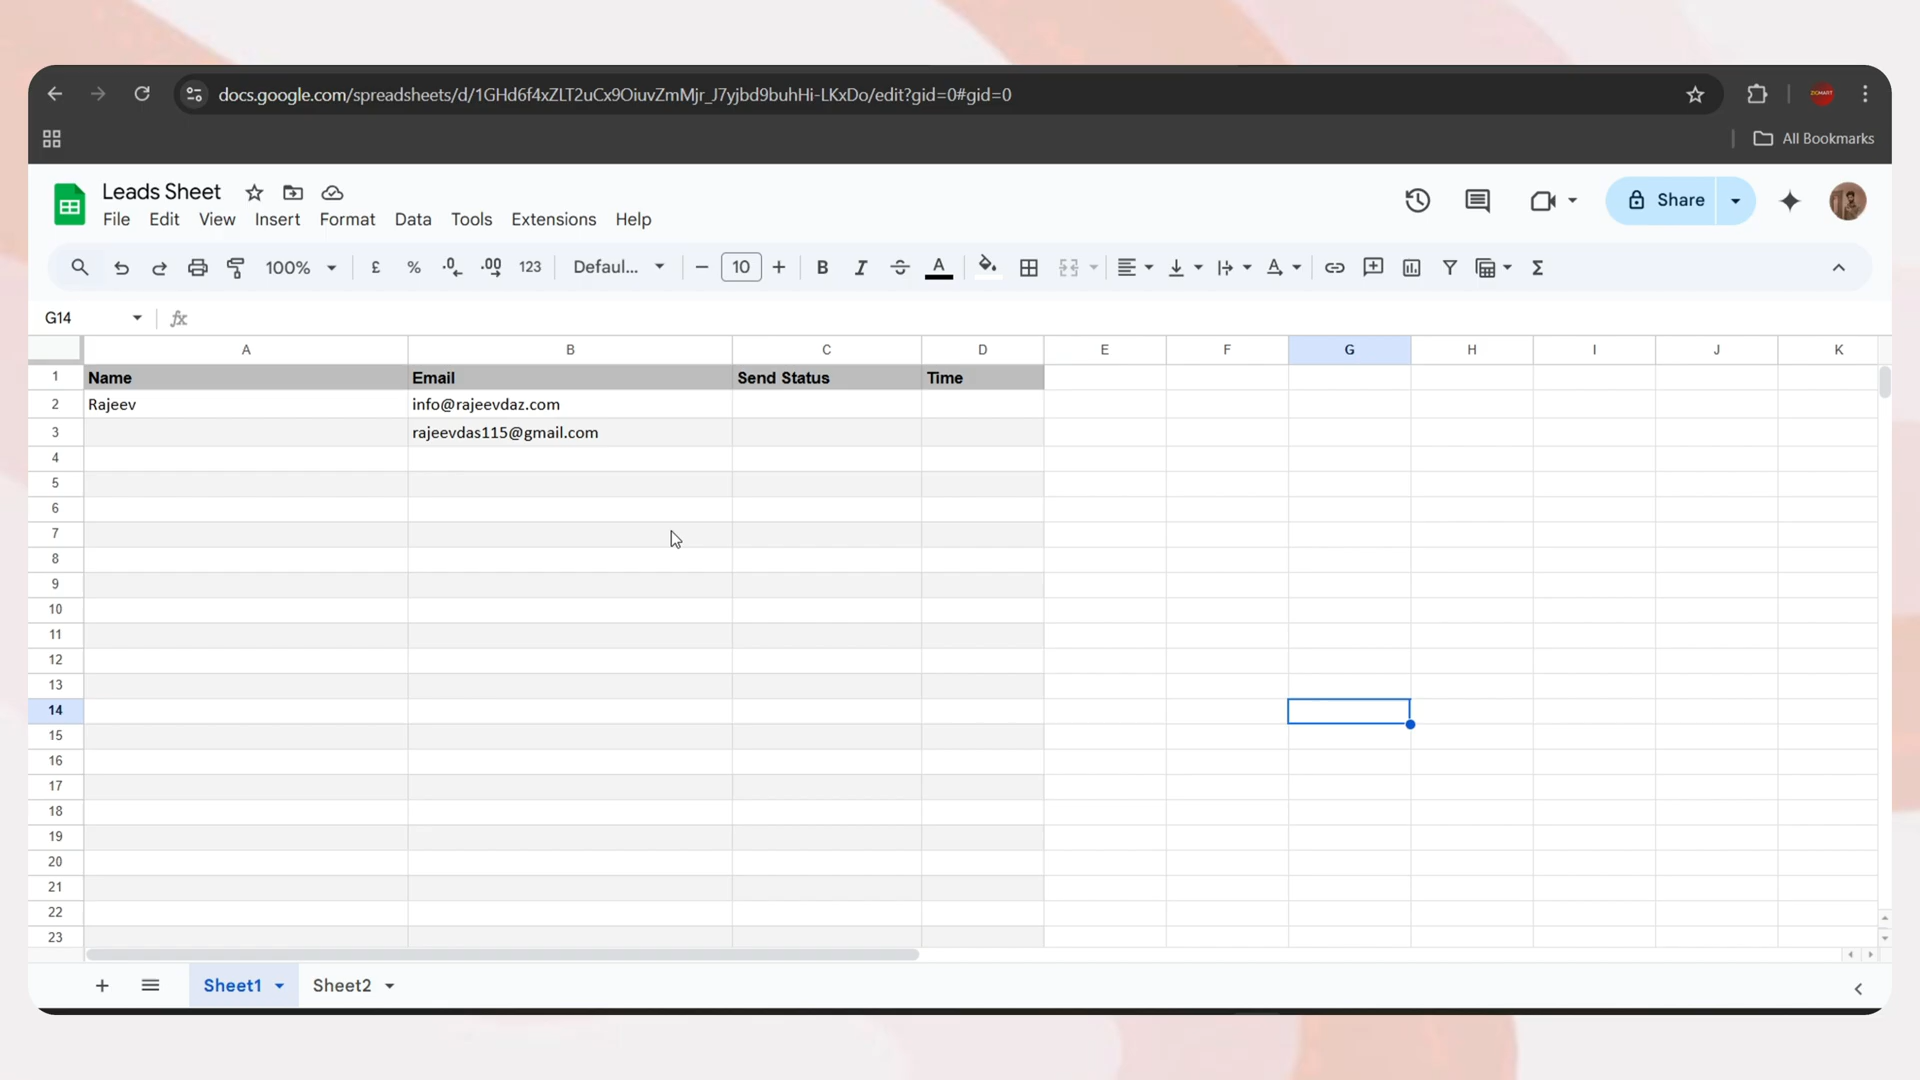 docs.google.com/spreadsheets/d/1GHd6f4xZLT2uCx9OiuvZmMjr_J7yjbd9buhHi-LKxDo/edit?gid=0#gid=0
All Bookmarks
Leads Sheet
File Edit View Insert Format Data Tools Extensions Help
Share
100% £ % .0 .00 123 Defaul... 10 B I A Σ
G14 fx
A B C D E F G H I J K
1 Name Email Send Status Time
2 Rajeev info@rajeevdaz.com
3 rajeevdas115@gmail.com
4
5
6
7
8
9
10
11
12
13
14
15
16
17
18
19
20
21
22
23
Sheet1 Sheet2